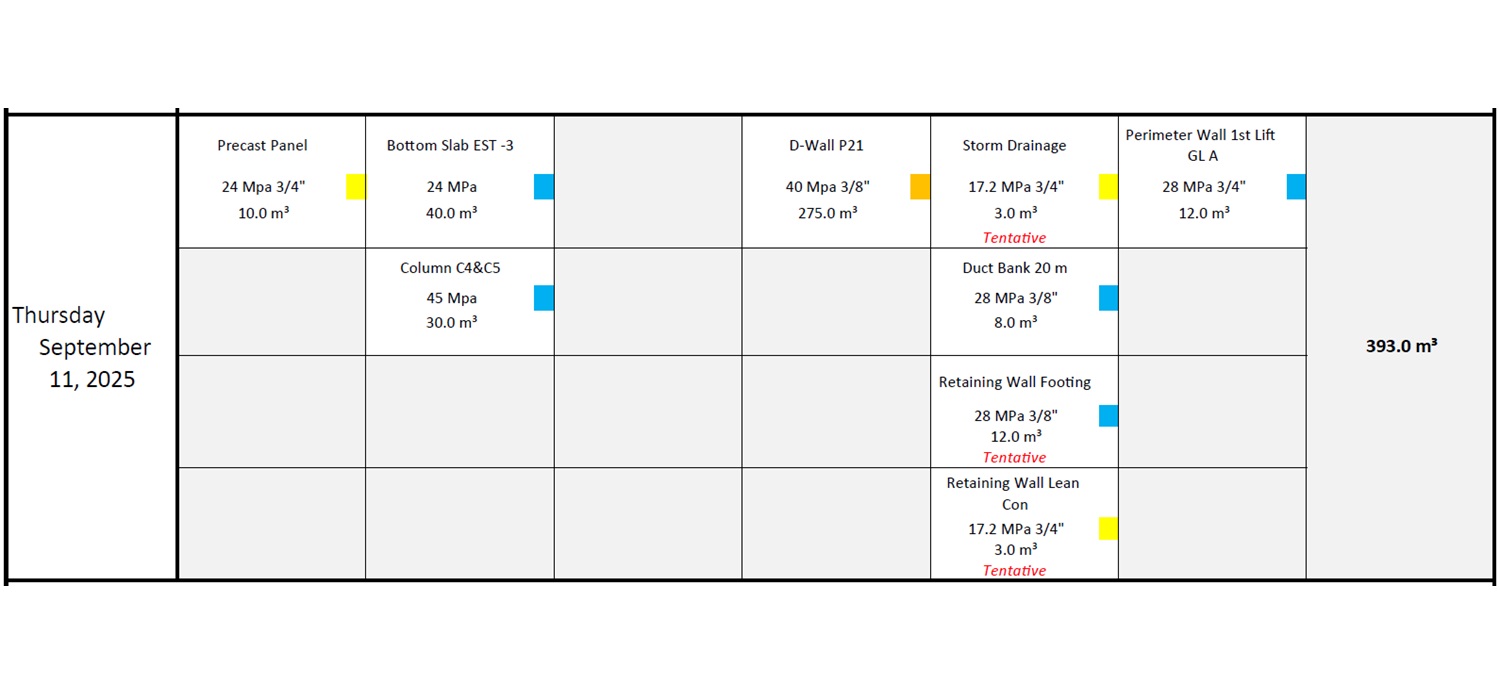 Thursday
September
11, 2025
Precast Panel
24 Mpa 3/4"
10.0 m³
Bottom Slab EST -3
24 MPa
40.0 m³
D-Wall P21
40 Mpa 3/8"
275.0 m³
Storm Drainage
17.2 MPa 3/4"
3.0 m³
Tentative
Perimeter Wall 1st Lift
GL A
28 MPa 3/4"
12.0 m³
Column C4&C5
45 Mpa
30.0 m³
Duct Bank 20 m
28 MPa 3/8"
8.0 m³
Retaining Wall Footing
28 MPa 3/8"
12.0 m³
Tentative
Retaining Wall Lean
Con
17.2 MPa 3/4"
3.0 m³
Tentative
393.0 m³